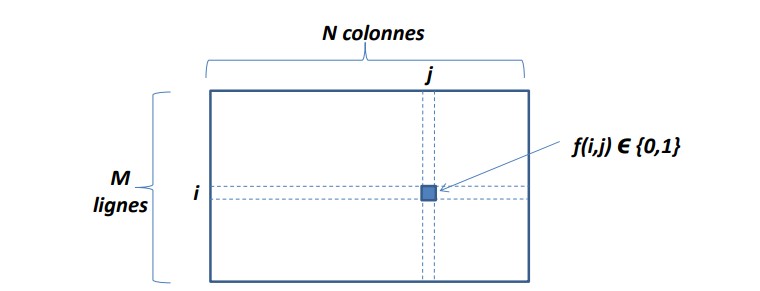 N colonnes
j
f(i,j) ϵ {0,1}
M
lignes
i